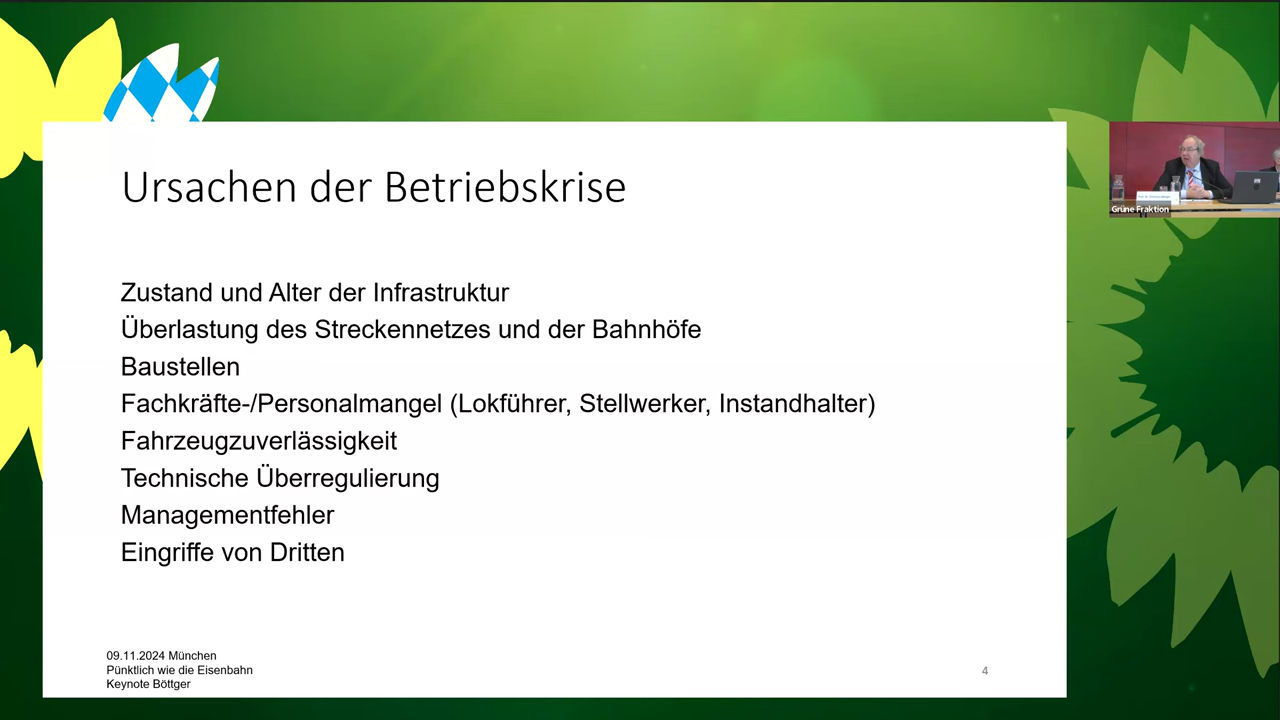 Ursachen der Betriebskrise
Zustand und Alter der Infrastruktur
Überlastung des Streckennetzes und der Bahnhöfe
Baustellen
Fachkräfte-/Personalmangel (Lokführer, Stellwerker, Instandhalter)
Fahrzeugzuverlässigkeit
Technische Überregulierung
Managementfehler
Eingriffe von Dritten
09.11.2024 München
Pünktlich wie die Eisenbahn
Keynote Böttger
4
Grüne Fraktion